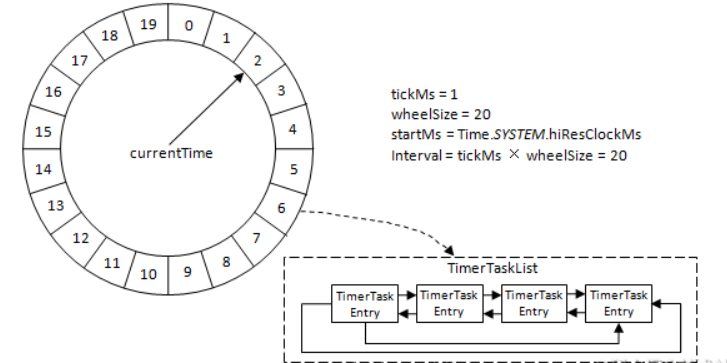 0
1
2
3
4
5
6
7
8
9
10
11
12
13
14
15
16
17
18
19
currentTime
tickMs = 1
wheelSize = 20
startMs = Time.SYSTEM.hiResClockMs
Interval = tickMs × wheelSize = 20
TimerTaskList
TimerTask
Entry
TimerTask
Entry
TimerTask
Entry
TimerTask
Entry